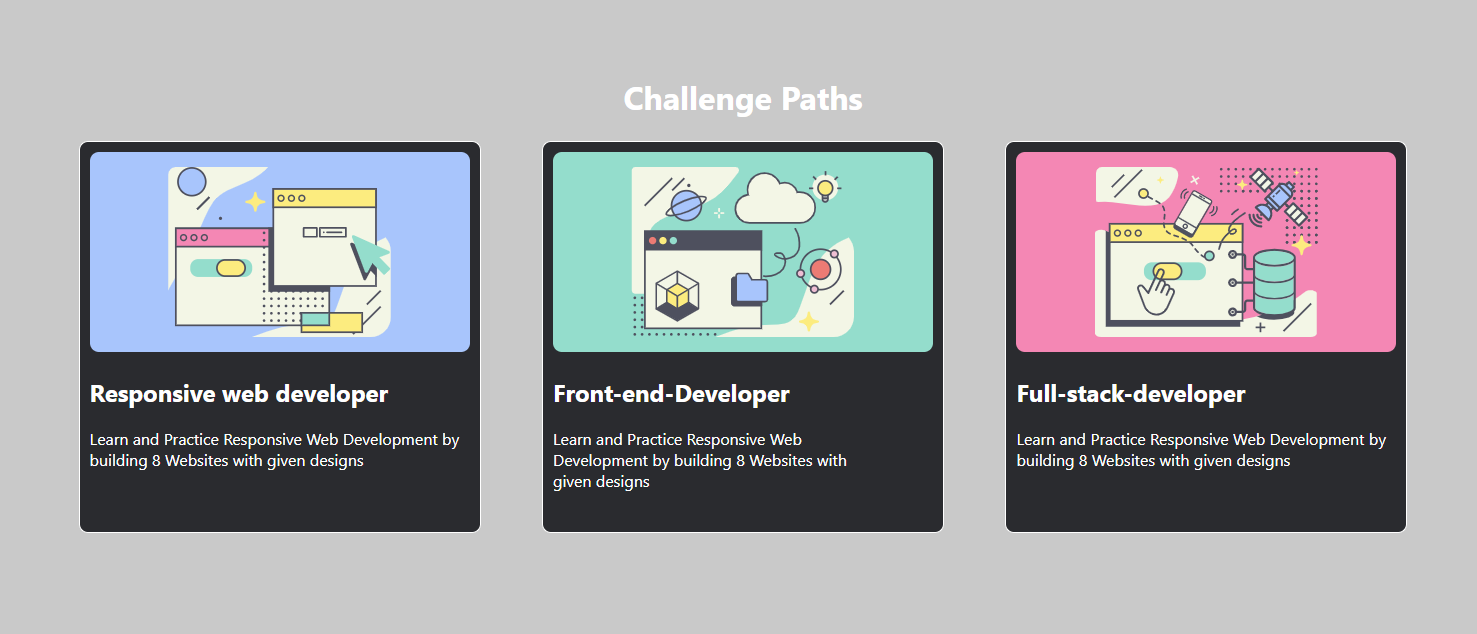 Challenge Paths
Responsive web developer
Learn and Practice Responsive Web Development by
building 8 Websites with given designs
Front-end-Developer
Learn and Practice Responsive Web
Development by building 8 Websites with
given designs
Full-stack-developer
Learn and Practice Responsive Web Development by
building 8 Websites with given designs